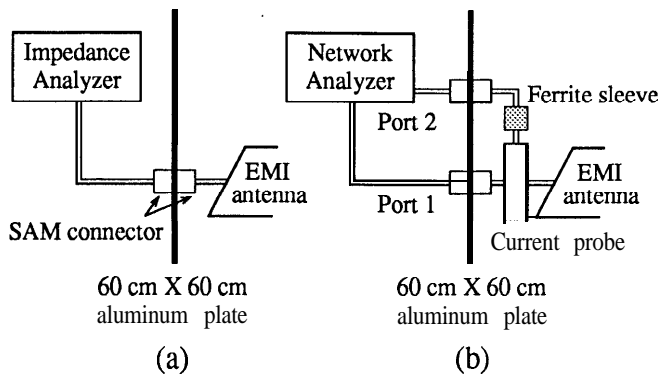 Impedance
Analyzer
EMI
antenna
SAM connector
60 cm X 60 cm
aluminum plate
(a)
Network
Analyzer
Port 2
Ferrite sleeve
EMI
antenna
Port 1
Current probe
60 cm X 60 cm
aluminum plate
(b)